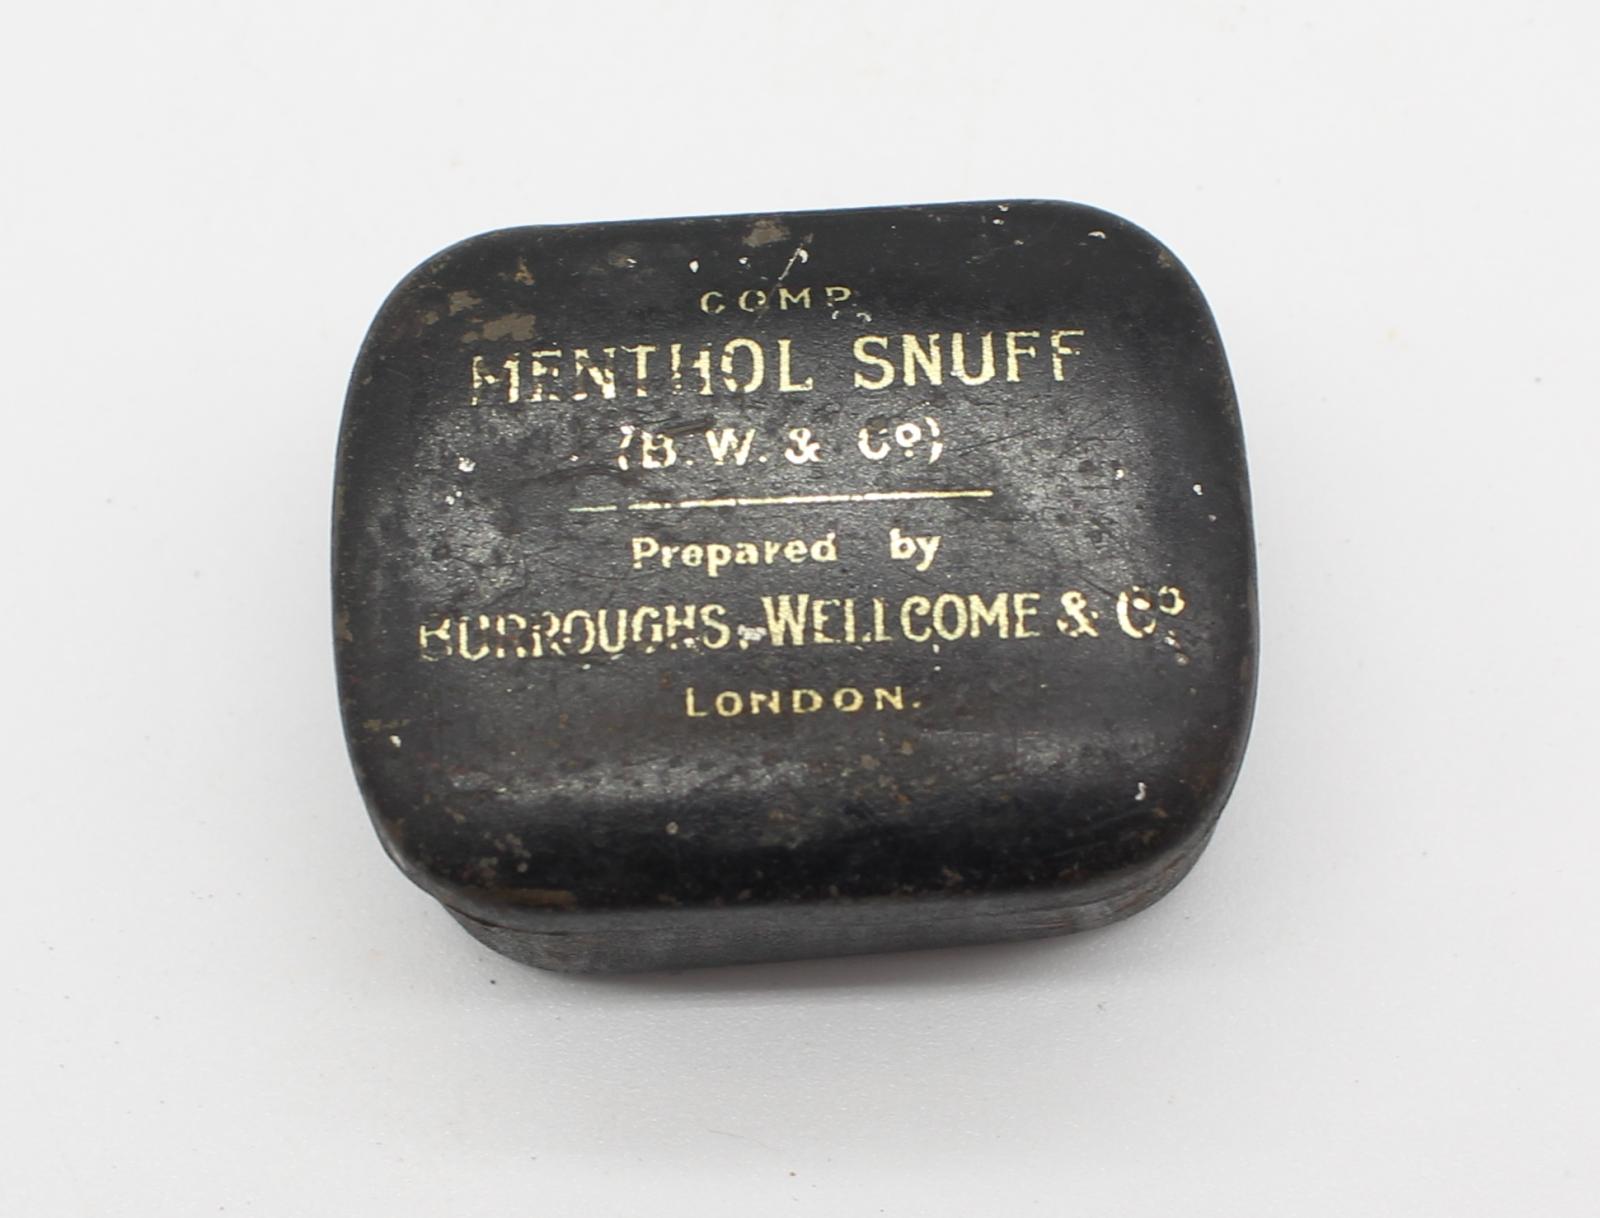 COMP.
MENTHOL SNUFF
(B. W. & Co)
Prepared by
BURROUGHS, WELLCOME & Co
LONDON.